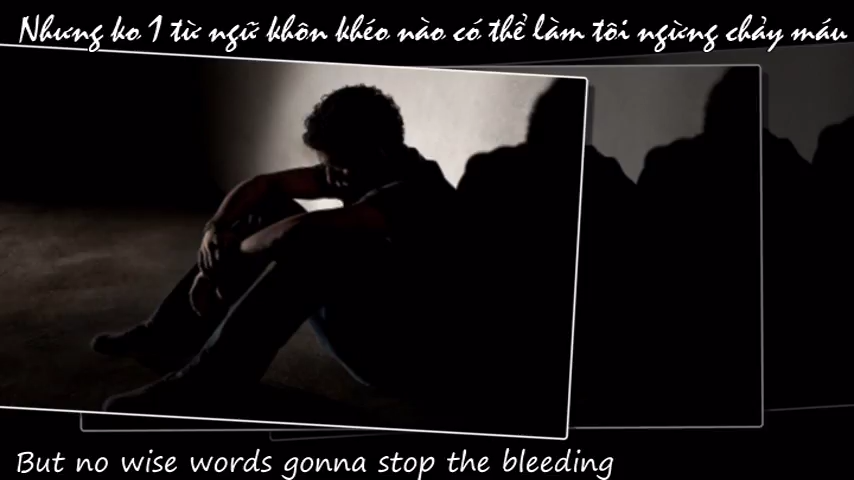 Nhưng ko 1 từ ngữ khôn khéo nào có thể làm tôi ngừng chảy máu
But no wise words gonna stop the bleeding